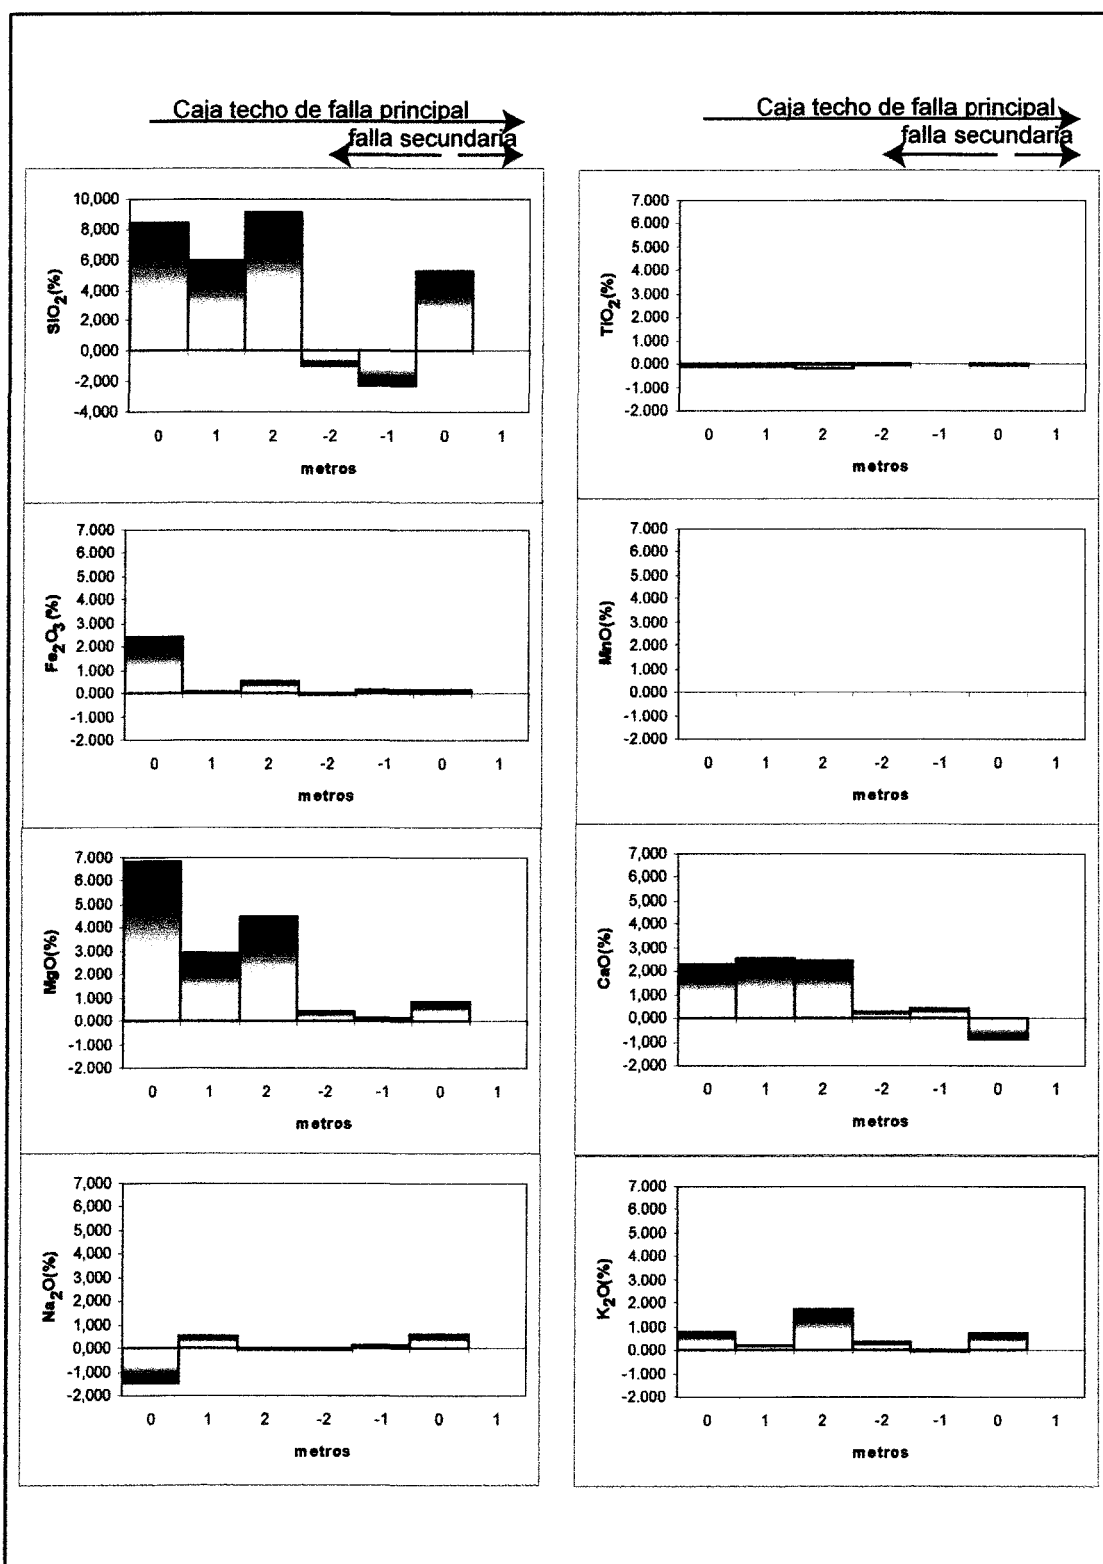 Caja techo de falla principal
falla secundaria
Caja techo de falla principal
falla secundaria
SiO2(%)
10,000
8,000
6,000
4,000
2,000
0,000
-2,000
-4,000
0 1 2 -2 -1 0 1
metros
TiO2(%)
7.000
6.000
5.000
4.000
3.000
2.000
1.000
0.000
-1.000
-2.000
0 1 2 -2 -1 0 1
metros
Fe2O3(%)
7.000
6.000
5.000
4.000
3.000
2.000
1.000
0.000
-1.000
-2.000
0 1 2 -2 -1 0 1
metros
MnO(%)
7.000
6.000
5.000
4.000
3.000
2.000
1.000
0.000
-1.000
-2.000
0 1 2 -2 -1 0 1
metros
MgO(%)
7.000
6.000
5.000
4.000
3.000
2.000
1.000
0.000
-1.000
-2.000
0 1 2 -2 -1 0 1
metros
CaO(%)
7,000
6,000
5,000
4,000
3,000
2,000
1,000
0,000
-1,000
-2,000
0 1 2 -2 -1 0 1
metros
Na2O(%)
7,000
6,000
5,000
4,000
3,000
2,000
1,000
0,000
-1,000
-2,000
0 1 2 -2 -1 0 1
metros
K2O(%)
7.000
6.000
5.000
4.000
3.000
2.000
1.000
0.000
-1.000
-2.000
0 1 2 -2 -1 0 1
metros